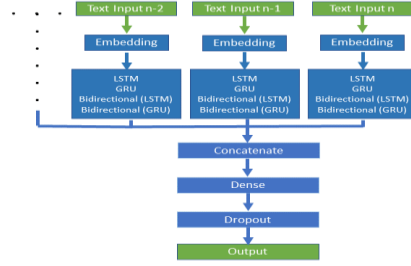 Text Input n-2 Text Input n-1 Text Input n
Embedding Embedding Embedding
LSTM LSTM LSTM
GRU GRU GRU
Bidirectional (LSTM) Bidirectional (LSTM) Bidirectional (LSTM)
Bidirectional (GRU) Bidirectional (GRU) Bidirectional (GRU)
Concatenate
Dense
Dropout
Output